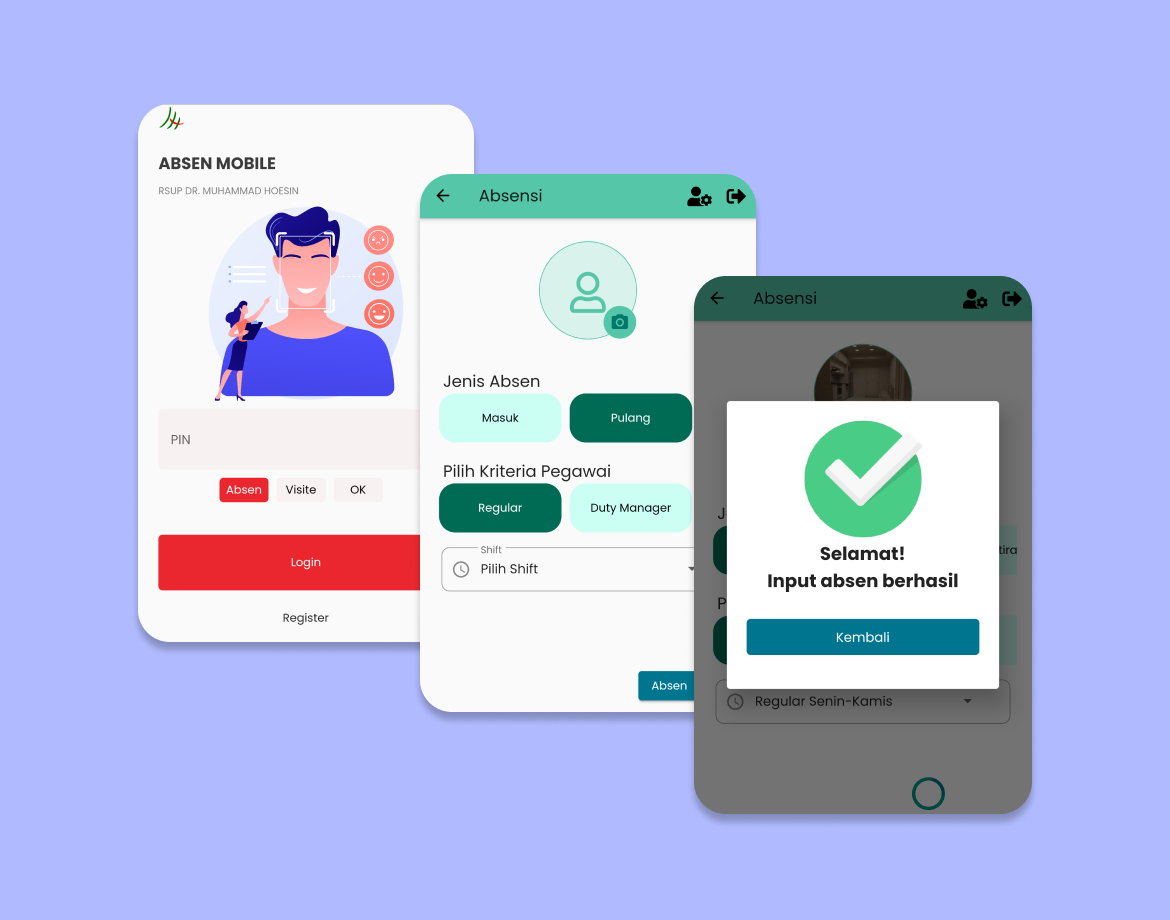 ABSEN MOBILE
RSUP DR. MUHAMMAD HOESIN
PIN
Absen Visite OK
Login
Register
Absensi
Jenis Absen
Masuk Pulang
Pilih Kriteria Pegawai
Regular Duty Manager
Shift
Pilih Shift
Absen
Absensi
J
tira
P
Selamat!
Input absen berhasil
Kembali
Regular Senin-Kamis